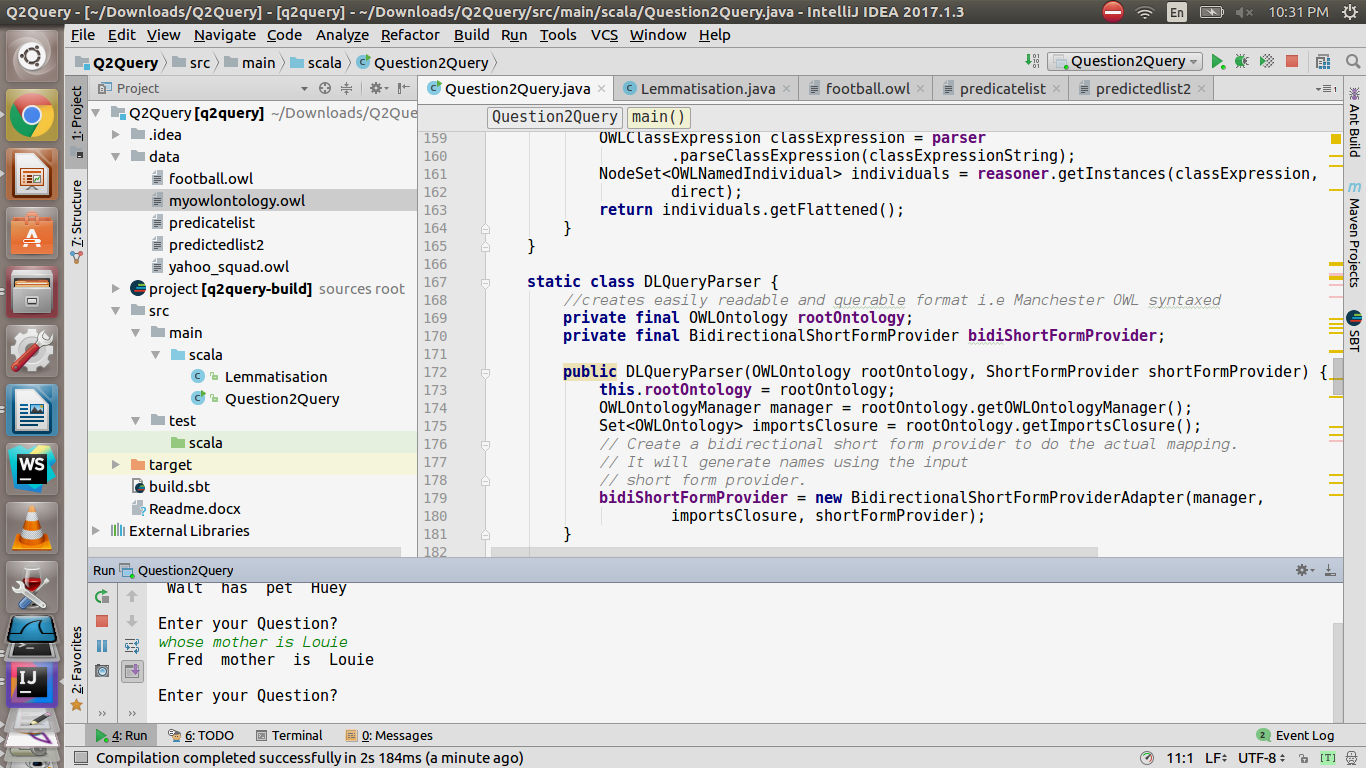 Q2Query - [~/Downloads/Q2Query] - [q2query] - ~/Downloads/Q2Query/src/main/scala/Question2Query.java - IntelliJ IDEA 2017.1.3
En
10:31 PM
File Edit View Navigate Code Analyze Refactor Build Run Tools VCS Window Help
Q2Query src main scala Question2Query
Question2Query
Project
Question2Query.java Lemmatisation.java football.owl predicatelist predictedlist2
1: Project
7: Structure
2: Favorites
Q2Query [q2query] ~/Downloads/Q2Que
.idea
data
football.owl
myowlontology.owl
predicatelist
predictedlist2
yahoo_squad.owl
project [q2query-build] sources root
src
main
scala
Lemmatisation
Question2Query
test
scala
target
build.sbt
Readme.docx
External Libraries
Question2Query main()
159 OWLClassExpression classExpression = parser
160 .parseClassExpression(classExpressionString);
161 NodeSet<OWLNamedIndividual> individuals = reasoner.getInstances(classExpression,
162 direct);
163 return individuals.getFlattened();
164 }
165 }
166
167 static class DLQueryParser {
168 //creates easily readable and querable format i.e Manchester OWL syntaxed
169 private final OWLOntology rootOntology;
170 private final BidirectionalShortFormProvider bidiShortFormProvider;
171
172 public DLQueryParser(OWLOntology rootOntology, ShortFormProvider shortFormProvider) {
173 this.rootOntology = rootOntology;
174 OWLOntologyManager manager = rootOntology.getOWLOntologyManager();
175 Set<OWLOntology> importsClosure = rootOntology.getImportsClosure();
176 // Create a bidirectional short form provider to do the actual mapping.
177 // It will generate names using the input
178 // short form provider.
179 bidiShortFormProvider = new BidirectionalShortFormProviderAdapter(manager,
180 importsClosure, shortFormProvider);
181 }
182
Ant Build
m
Maven Projects
SBT
WS
IJ
Run Question2Query
Walt has pet Huey
Enter your Question?
whose mother is Louie
Fred mother is Louie
Enter your Question?
4: Run 6: TODO Terminal 0: Messages
2 Event Log
Compilation completed successfully in 2s 184ms (a minute ago)
11:1 LF UTF-8 [T]